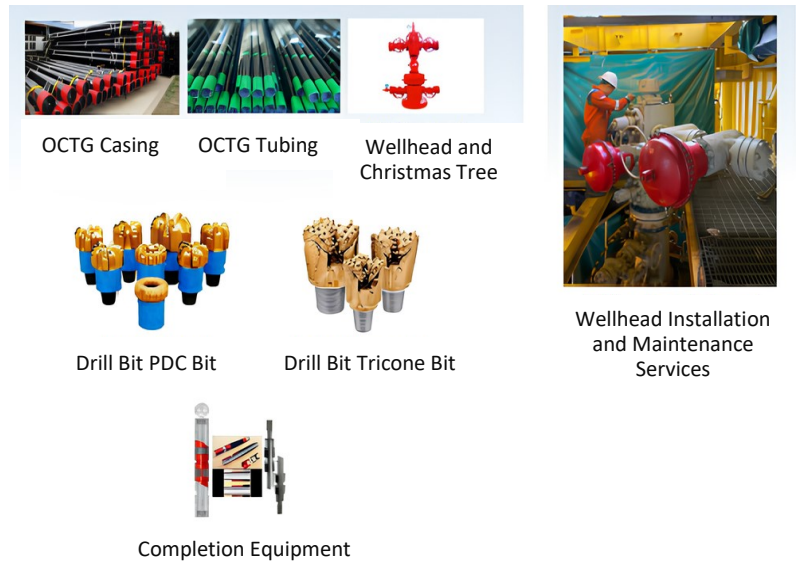 OCTG Casing
OCTG Tubing
Wellhead and
Christmas Tree
Drill Bit PDC Bit
Drill Bit Tricone Bit
Completion Equipment
Wellhead Installation
and Maintenance
Services